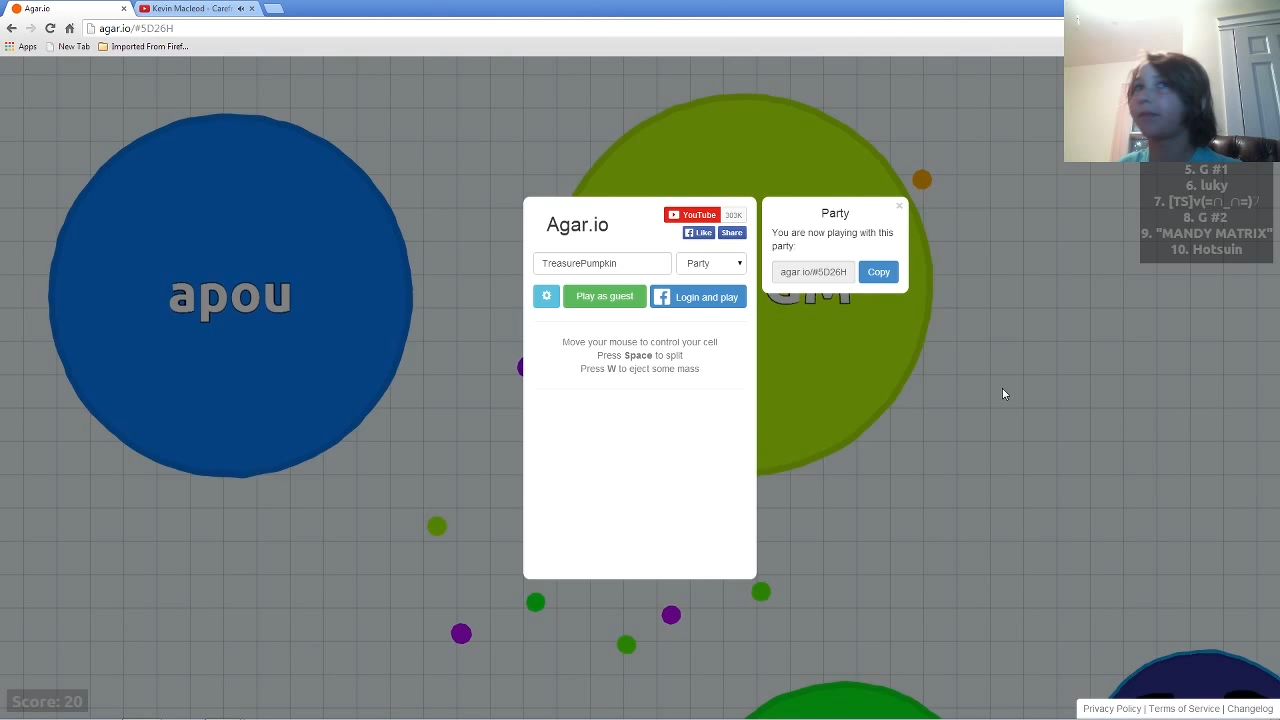 Agar.io
Kevin Macleod - Carefr
agar.io/#5D26H
Apps
New Tab
Imported From Firef...
5. G #1
6. luky
7. [TS]v(=∩_∩=)ﾉ
8. G #2
9. "MANDY MATRIX"
10. Hotsuin
Agar.io
YouTube
303K
Like
Share
TreasurePumpkin
Party
Play as guest
Login and play
Move your mouse to control your cell
Press Space to split
Press W to eject some mass
Party
×
You are now playing with this
party:
agar io/#5D26H
Copy
apou
GM
Score: 20
Privacy Policy | Terms of Service | Changelog